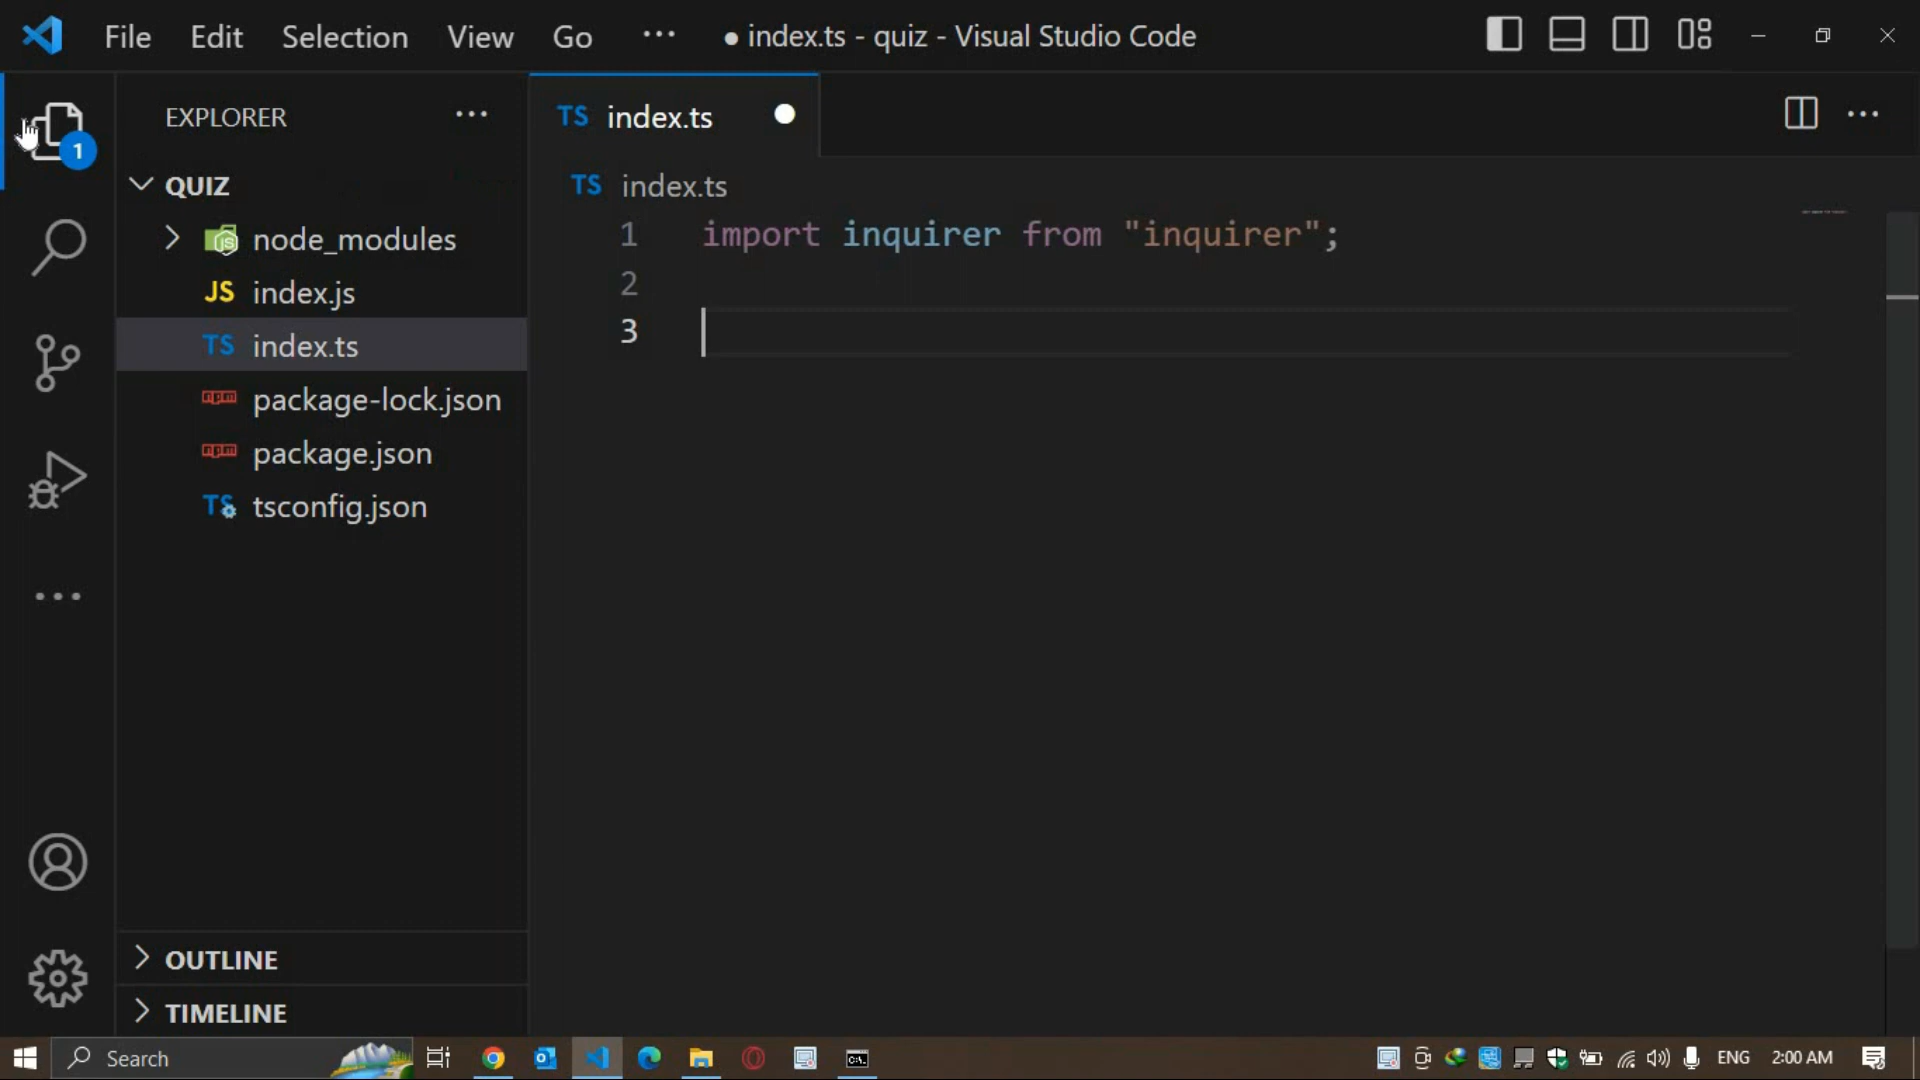 File Edit Selection View Go ··· ● index.ts - quiz - Visual Studio Code
EXPLORER ···
1
QUIZ
node_modules
JS index.js
TS index.ts
package-lock.json
package.json
TS tsconfig.json
OUTLINE
TIMELINE
TS index.ts
TS index.ts
1 import inquirer from "inquirer";
2
3
Search
ENG 2:00 AM